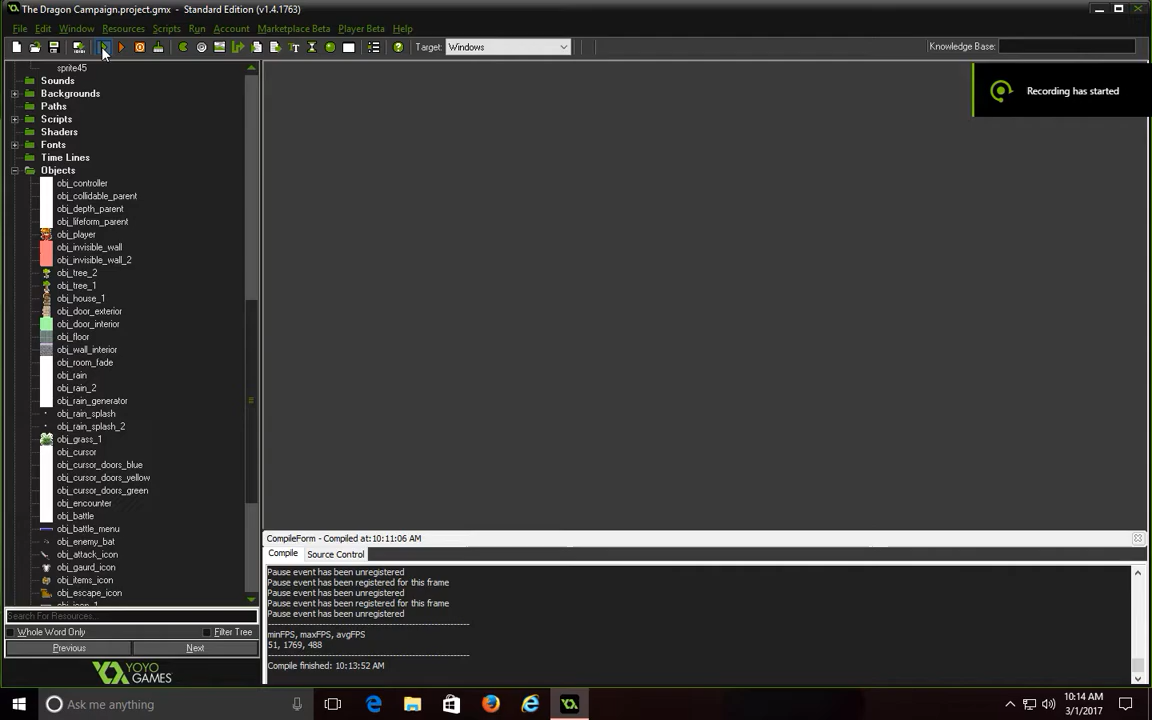 The Dragon Campaign.project.gmx - Standard Edition (v1.4.1763)
File Edit Window Resources Scripts Run Account Marketplace Beta Player Beta Help
Target: Windows
Knowledge Base:
Recording has started
sprite45
Sounds
Backgrounds
Paths
Scripts
Shaders
Fonts
Time Lines
Objects
obj_controller
obj_collidable_parent
obj_depth_parent
obj_lifeform_parent
obj_player
obj_invisible_wall
obj_invisible_wall_2
obj_tree_2
obj_tree_1
obj_house_1
obj_door_exterior
obj_door_interior
obj_floor
obj_wall_interior
obj_room_fade
obj_rain
obj_rain_2
obj_rain_generator
obj_rain_splash
obj_rain_splash_2
obj_grass_1
obj_cursor
obj_cursor_doors_blue
obj_cursor_doors_yellow
obj_cursor_doors_green
obj_encounter
obj_battle
obj_battle_menu
obj_enemy_bat
obj_attack_icon
obj_gaurd_icon
obj_items_icon
obj_escape_icon
obj_icon_1
Search For Resources...
Whole Word Only Filter Tree
Previous Next
YOYO
GAMES
CompileForm - Compiled at:10:11:06 AM
Compile Source Control
Pause event has been unregistered
Pause event has been registered for this frame
Pause event has been unregistered
Pause event has been registered for this frame
Pause event has been unregistered
minFPS, maxFPS, avgFPS
51, 1769, 488
Compile finished: 10:13:52 AM
Ask me anything
10:14 AM
3/1/2017